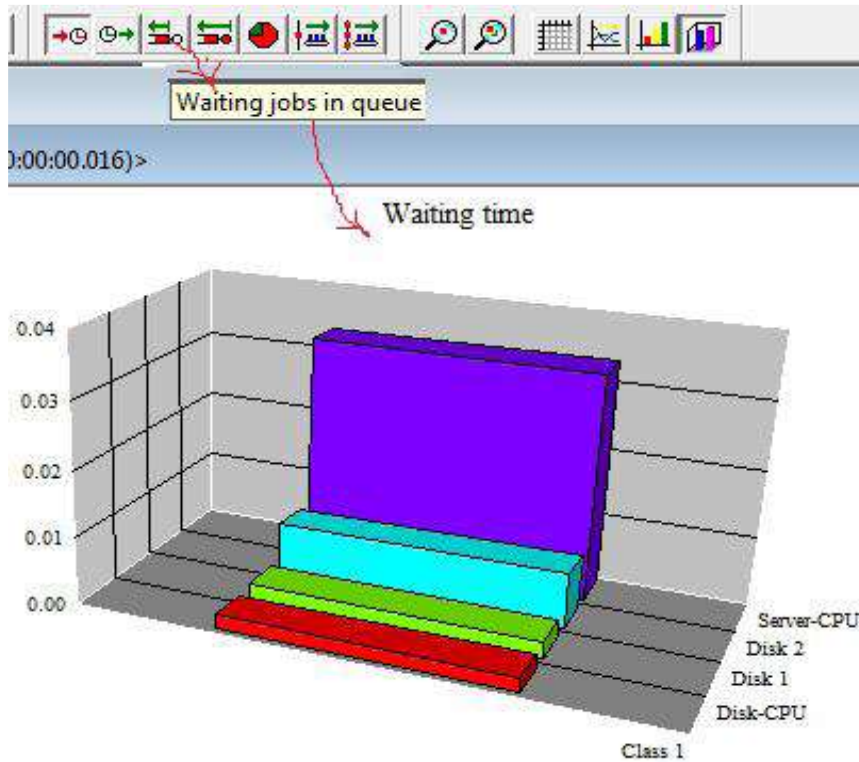 Waiting jobs in queue
0:00:00.016)>
Waiting time
0.04
0.03
0.02
0.01
0.00
Server-CPU
Disk 2
Disk 1
Disk-CPU
Class 1